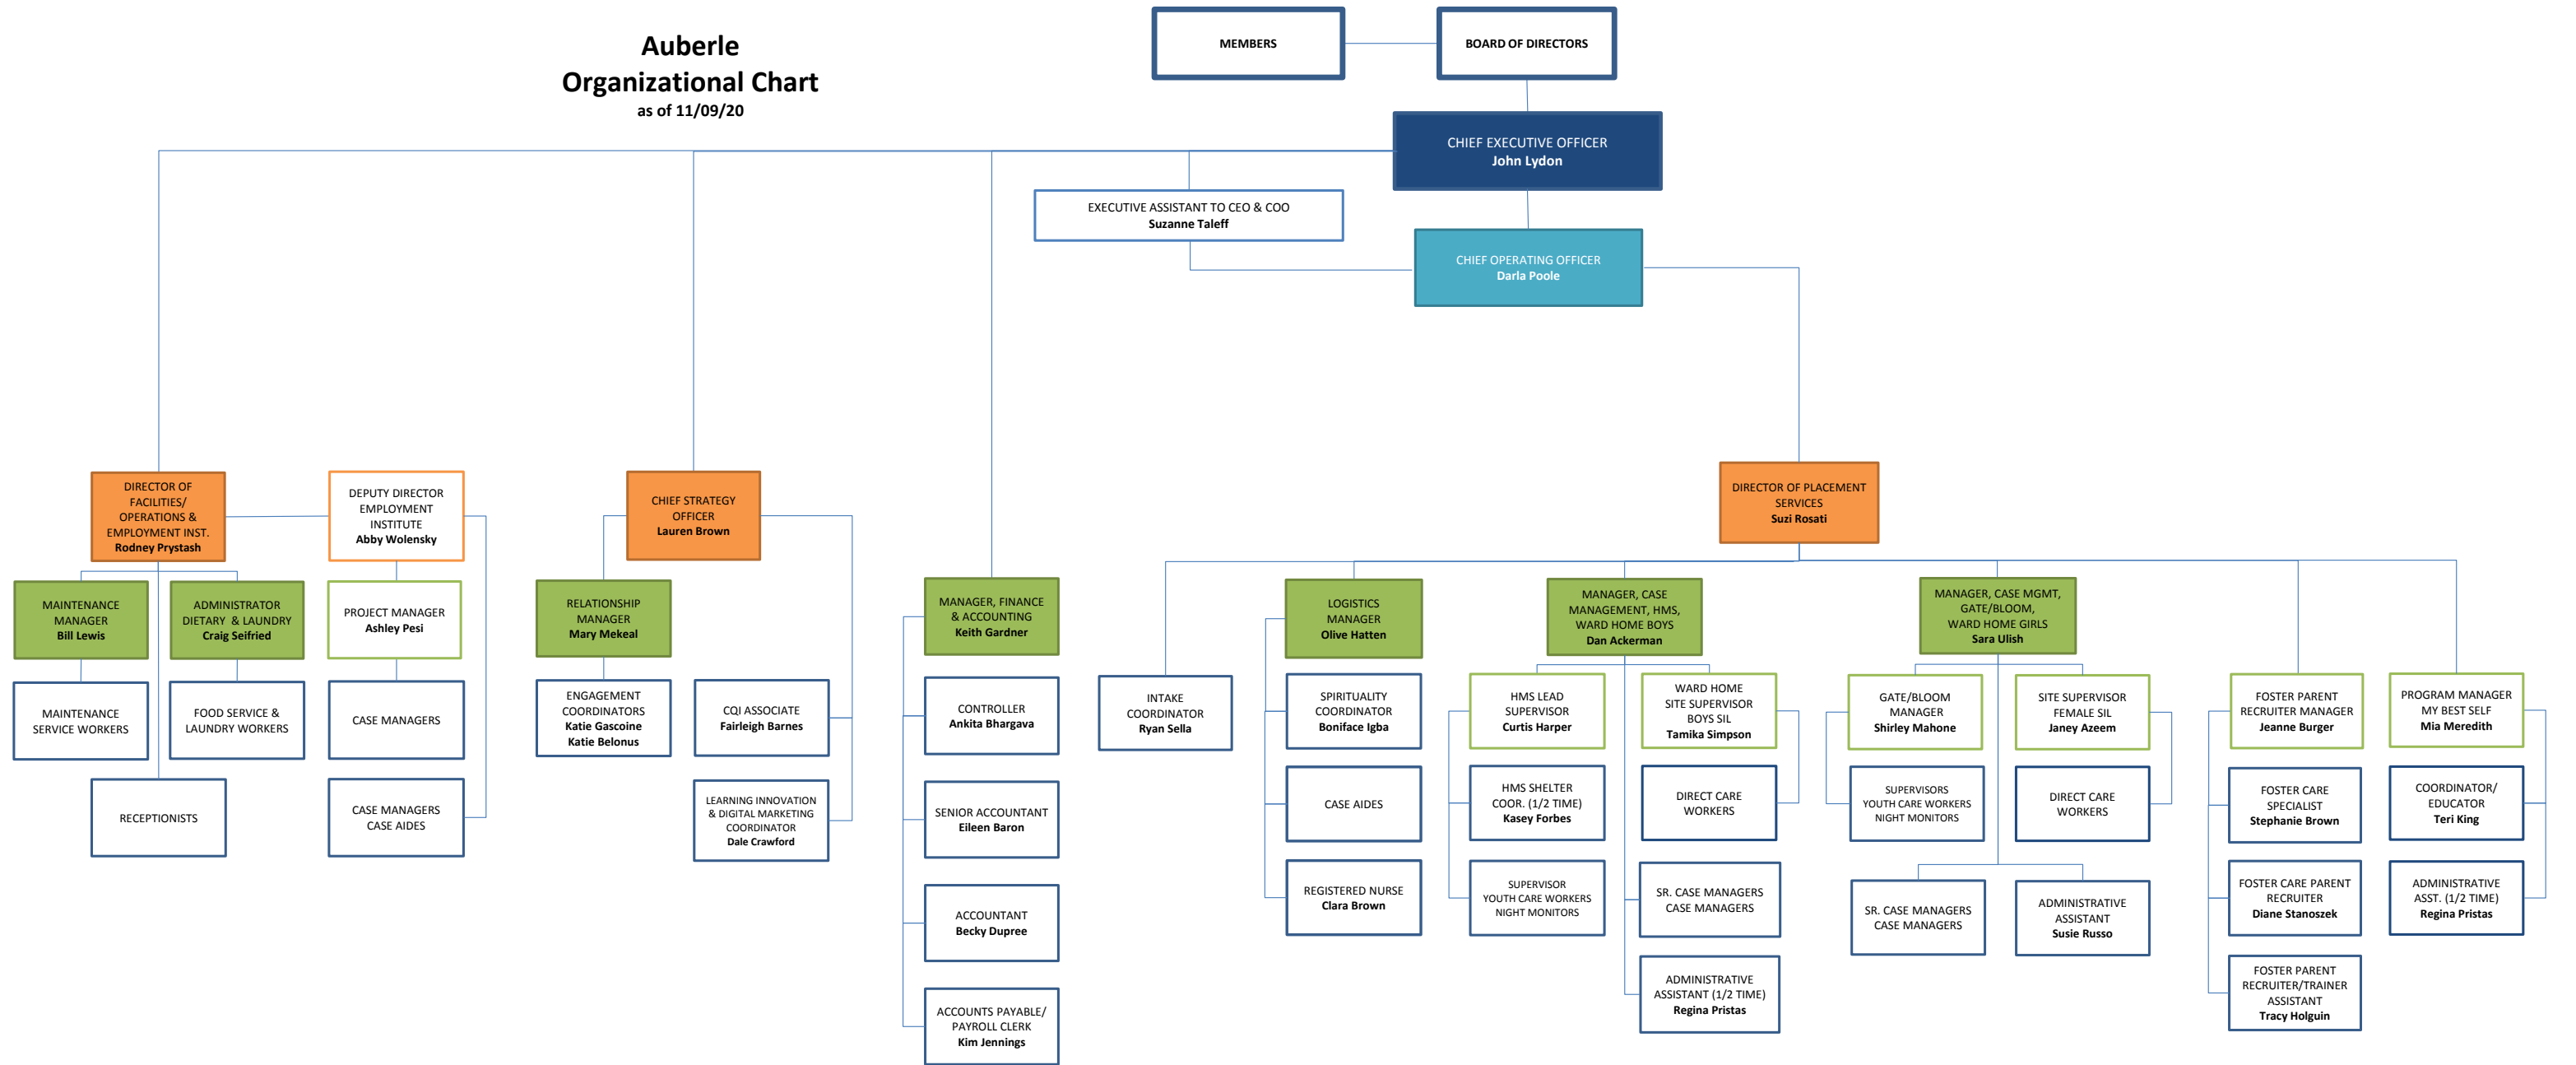 Auberle
Organizational Chart
as of 11/09/20
MEMBERS
BOARD OF DIRECTORS
CHIEF EXECUTIVE OFFICER
John Lydon
EXECUTIVE ASSISTANT TO CEO & COO
Suzanne Taleff
CHIEF OPERATING OFFICER
Darla Poole
DIRECTOR OF
FACILITIES/
OPERATIONS &
EMPLOYMENT INST.
Rodney Prystash
DEPUTY DIRECTOR
EMPLOYMENT
INSTITUTE
Abby Wolensky
CHIEF STRATEGY
OFFICER
Lauren Brown
DIRECTOR OF PLACEMENT
SERVICES
Suzi Rosati
MAINTENANCE
MANAGER
Bill Lewis
ADMINISTRATOR
DIETARY & LAUNDRY
Craig Seifried
PROJECT MANAGER
Ashley Pesi
RELATIONSHIP
MANAGER
Mary Mekeal
MANAGER, FINANCE
& ACCOUNTING
Keith Gardner
LOGISTICS
MANAGER
Olive Hatten
MANAGER, CASE
MANAGEMENT, HMS,
WARD HOME BOYS
Dan Ackerman
MANAGER, CASE MGMT,
GATE/BLOOM,
WARD HOME GIRLS
Sara Ulish
MAINTENANCE
SERVICE WORKERS
FOOD SERVICE &
LAUNDRY WORKERS
CASE MANAGERS
ENGAGEMENT
COORDINATORS
Katie Gascoine
Katie Belonus
CQI ASSOCIATE
Fairleigh Barnes
CONTROLLER
Ankita Bhargava
INTAKE
COORDINATOR
Ryan Sella
SPIRITUALITY
COORDINATOR
Boniface Igba
HMS LEAD
SUPERVISOR
Curtis Harper
WARD HOME
SITE SUPERVISOR
BOYS SIL
Tamika Simpson
GATE/BLOOM
MANAGER
Shirley Mahone
SITE SUPERVISOR
FEMALE SIL
Janey Azeem
FOSTER PARENT
RECRUITER MANAGER
Jeanne Burger
PROGRAM MANAGER
MY BEST SELF
Mia Meredith
RECEPTIONISTS
CASE MANAGERS
CASE AIDES
LEARNING INNOVATION
& DIGITAL MARKETING
COORDINATOR
Dale Crawford
SENIOR ACCOUNTANT
Eileen Baron
CASE AIDES
HMS SHELTER
COOR. (1/2 TIME)
Kasey Forbes
DIRECT CARE
WORKERS
SUPERVISORS
YOUTH CARE WORKERS
NIGHT MONITORS
DIRECT CARE
WORKERS
FOSTER CARE
SPECIALIST
Stephanie Brown
COORDINATOR/
EDUCATOR
Teri King
ACCOUNTANT
Becky Dupree
REGISTERED NURSE
Clara Brown
SUPERVISOR
YOUTH CARE WORKERS
NIGHT MONITORS
SR. CASE MANAGERS
CASE MANAGERS
SR. CASE MANAGERS
CASE MANAGERS
ADMINISTRATIVE
ASSISTANT
Susie Russo
FOSTER CARE PARENT
RECRUITER
Diane Stanoszek
ADMINISTRATIVE
ASST. (1/2 TIME)
Regina Pristas
ACCOUNTS PAYABLE/
PAYROLL CLERK
Kim Jennings
ADMINISTRATIVE
ASSISTANT (1/2 TIME)
Regina Pristas
FOSTER PARENT
RECRUITER/TRAINER
ASSISTANT
Tracy Holguin